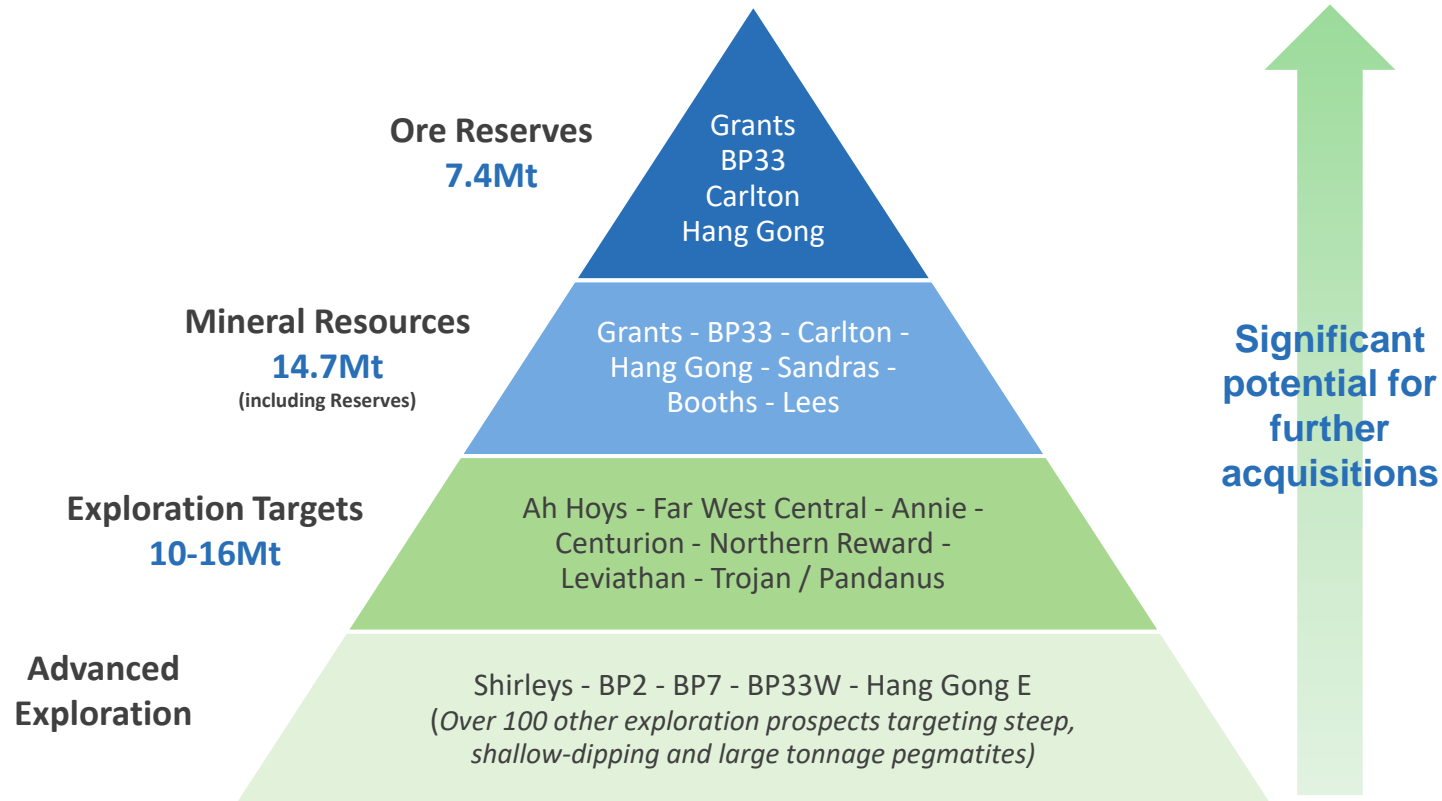 Ore Reserves
7.4Mt
Grants
BP33
Carlton
Hang Gong
Mineral Resources
14.7Mt
(including Reserves)
Grants - BP33 - Carlton -
Hang Gong - Sandras -
Booths - Lees
Exploration Targets
10-16Mt
Ah Hoys - Far West Central - Annie -
Centurion - Northern Reward -
Leviathan - Trojan / Pandanus
Advanced
Exploration
Shirleys - BP2 - BP7 - BP33W - Hang Gong E
(Over 100 other exploration prospects targeting steep,
shallow-dipping and large tonnage pegmatites)
Significant
potential for
further
acquisitions